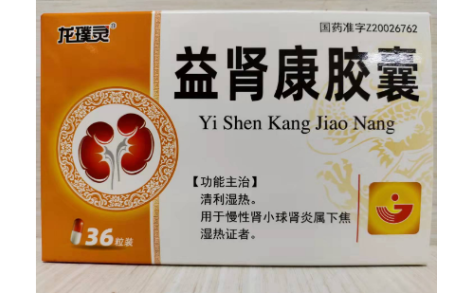 龙璞灵®
国药准字Z20026762
益肾康胶囊
Yi Shen Kang Jiao Nang
【功能主治】
清利湿热。
用于慢性肾小球肾炎属下焦
湿热证者。
36粒装